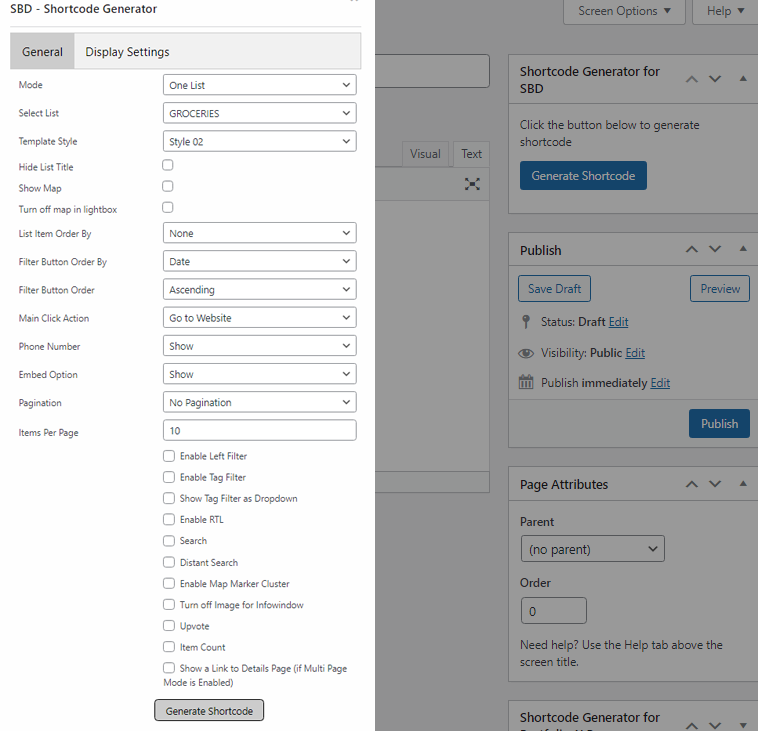 SBD - Shortcode Generator
General Display Settings
Mode One List
Select List GROCERIES
Template Style Style 02
Hide List Title
Show Map
Turn off map in lightbox
List Item Order By None
Filter Button Order By Date
Filter Button Order Ascending
Main Click Action Go to Website
Phone Number Show
Embed Option Show
Pagination No Pagination
Items Per Page 10
Enable Left Filter
Enable Tag Filter
Show Tag Filter as Dropdown
Enable RTL
Search
Distant Search
Enable Map Marker Cluster
Turn off Image for Infowindow
Upvote
Item Count
Show a Link to Details Page (if Multi Page
Mode is Enabled)
Generate Shortcode
Screen Options Help
Visual Text
Shortcode Generator for
SBD
Click the button below to generate
shortcode
Generate Shortcode
Publish
Save Draft Preview
Status: Draft Edit
Visibility: Public Edit
Publish immediately Edit
Publish
Page Attributes
Parent
(no parent)
Order
0
Need help? Use the Help tab above the
screen title.
Shortcode Generator for